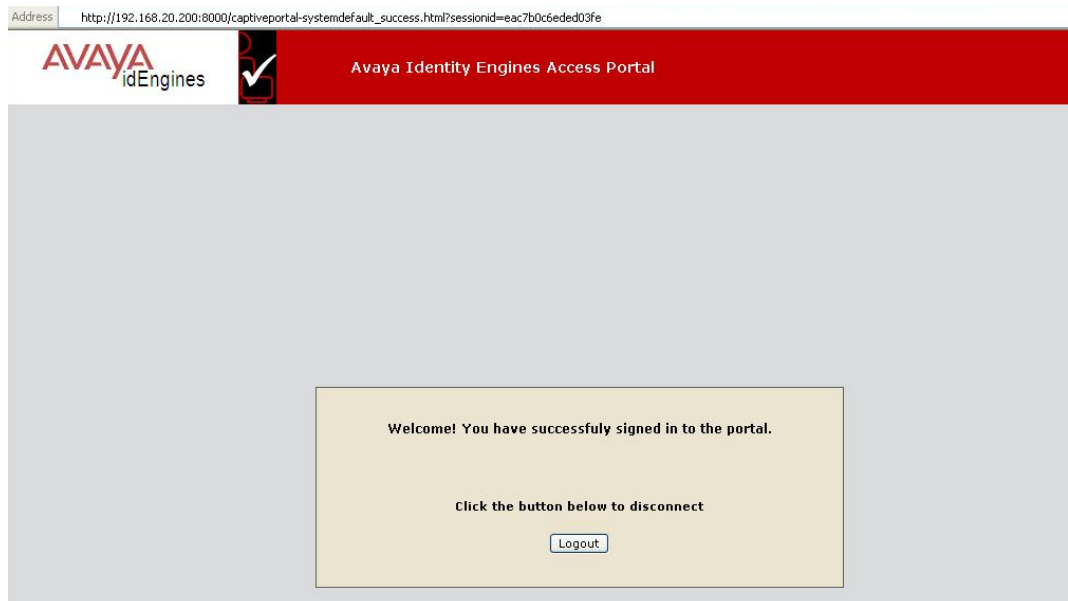 Address http://192.168.20.200:8000/captiveportal-systemdefault_success.html?sessionid=eac7b0c6eded03fe
AVAYA
idEngines
Avaya Identity Engines Access Portal
Welcome! You have successfuly signed in to the portal.
Click the button below to disconnect
Logout